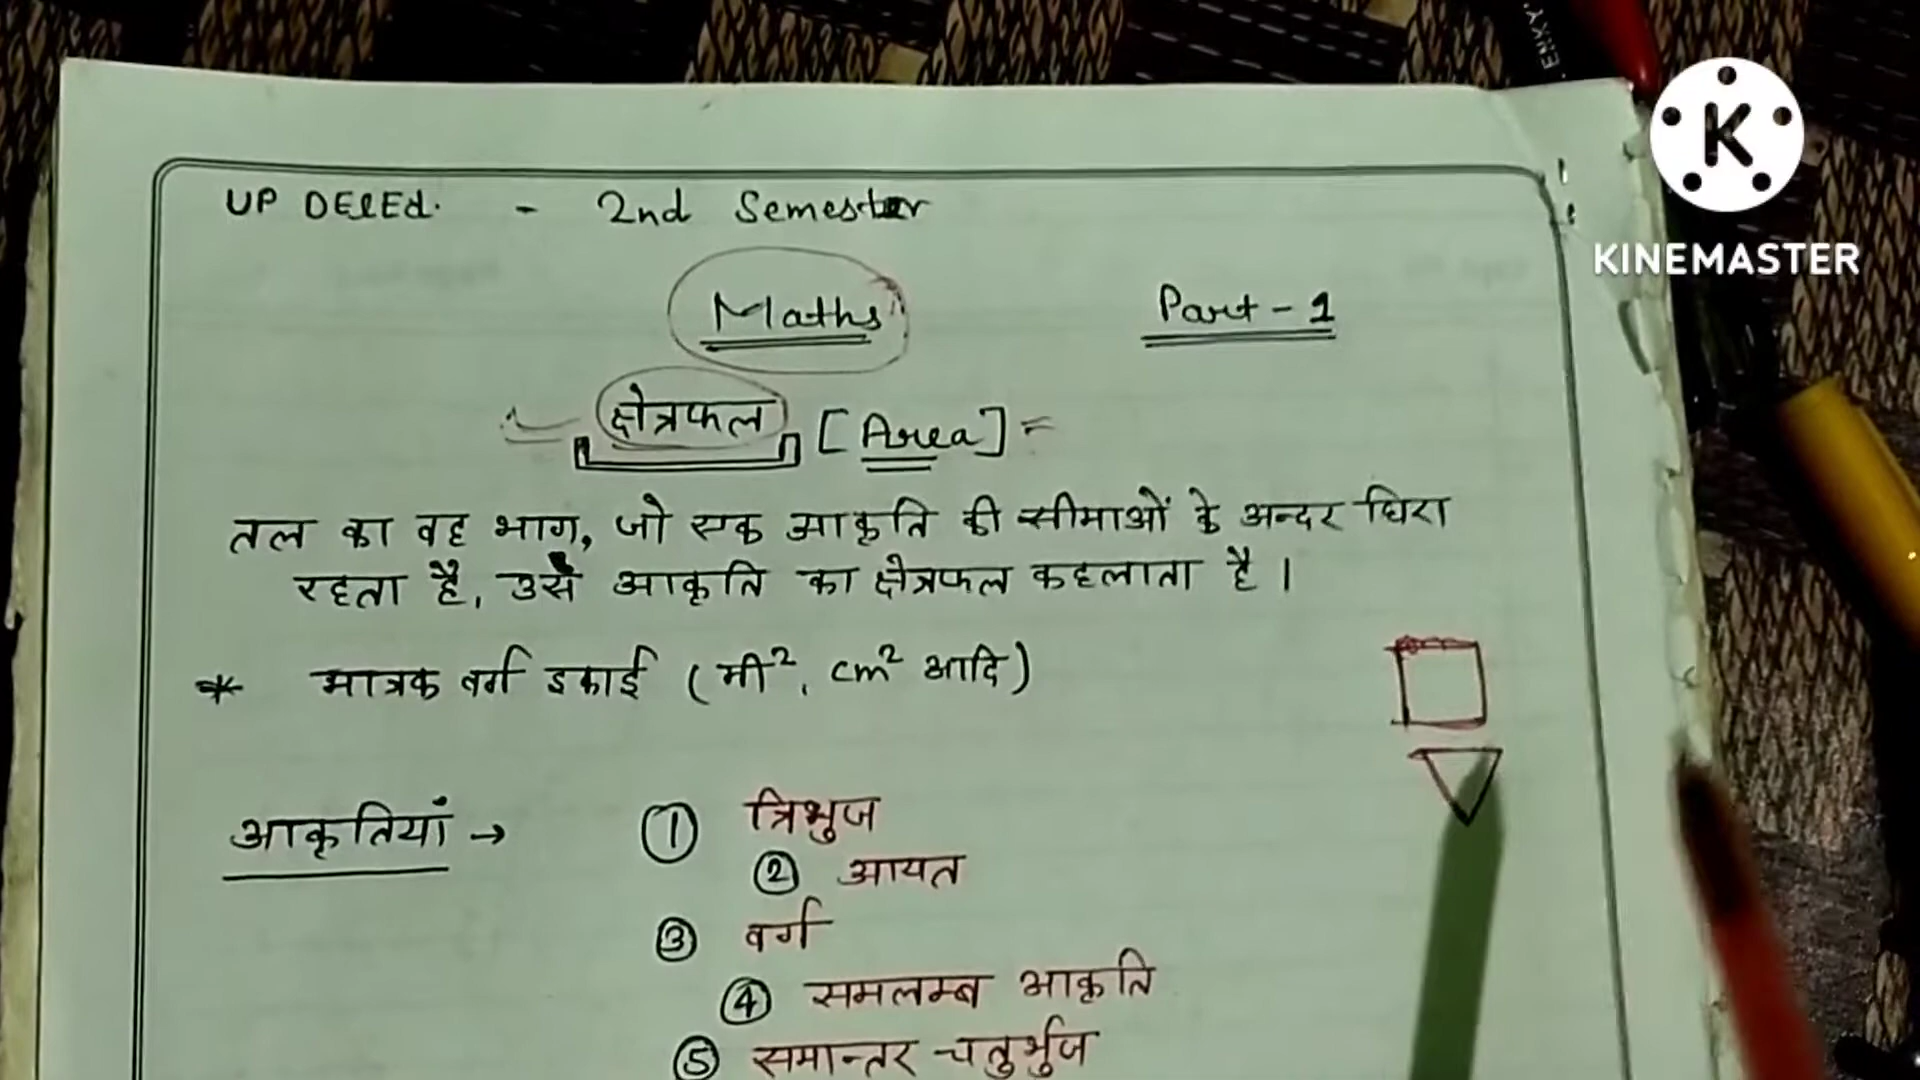 UP DELEd. - 2nd Semester
Maths
Part - 1
क्षेत्रफल [Area] =
तल का वह भाग, जो एक आकृति की सीमाओं के अन्दर घिरा
रहता है, उसे आकृति का क्षेत्रफल कहलाता है।
* मात्रक वर्ग इकाई (मी², cm² आदि)
आकृतियां → ① त्रिभुज
② आयत
③ वर्ग
④ समलम्ब आकृति
⑤ समान्तर चतुर्भुज
K
KINEMASTER